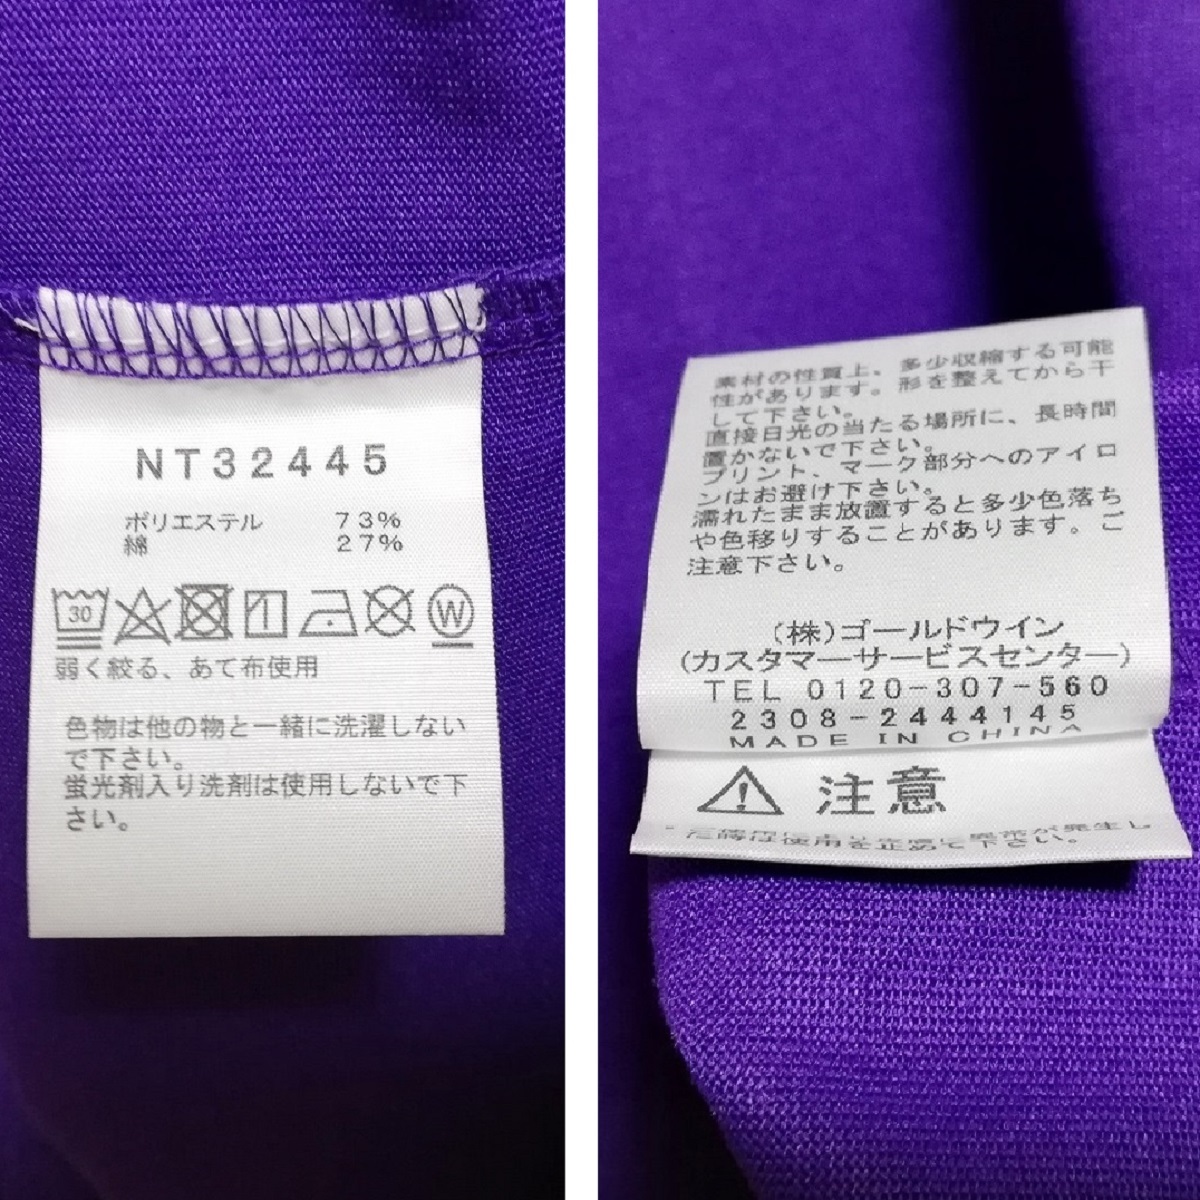 NT32445
ポリエステル 73%
綿 27%
30
W
弱く絞る、あて布使用
色物は他の物と一緒に洗濯しない
で下さい。
蛍光剤入り洗剤は使用しないで下
さい。
素材の性質上、多少収縮する可能
性があります。形を整えてから干
して下さい。
直接日光の当たる場所に、長時間
置かないで下さい。
プリント、マーク部分へのアイロ
ンはお避け下さい。
濡れたまま放置すると多少色落ち
や色移りすることがあります。ご
注意下さい。
(株)ゴールドウイン
(カスタマーサービスセンター)
TEL 0120-307-560
2308-2444145
MADE IN CHINA
注意
は使用を止めて下さい。